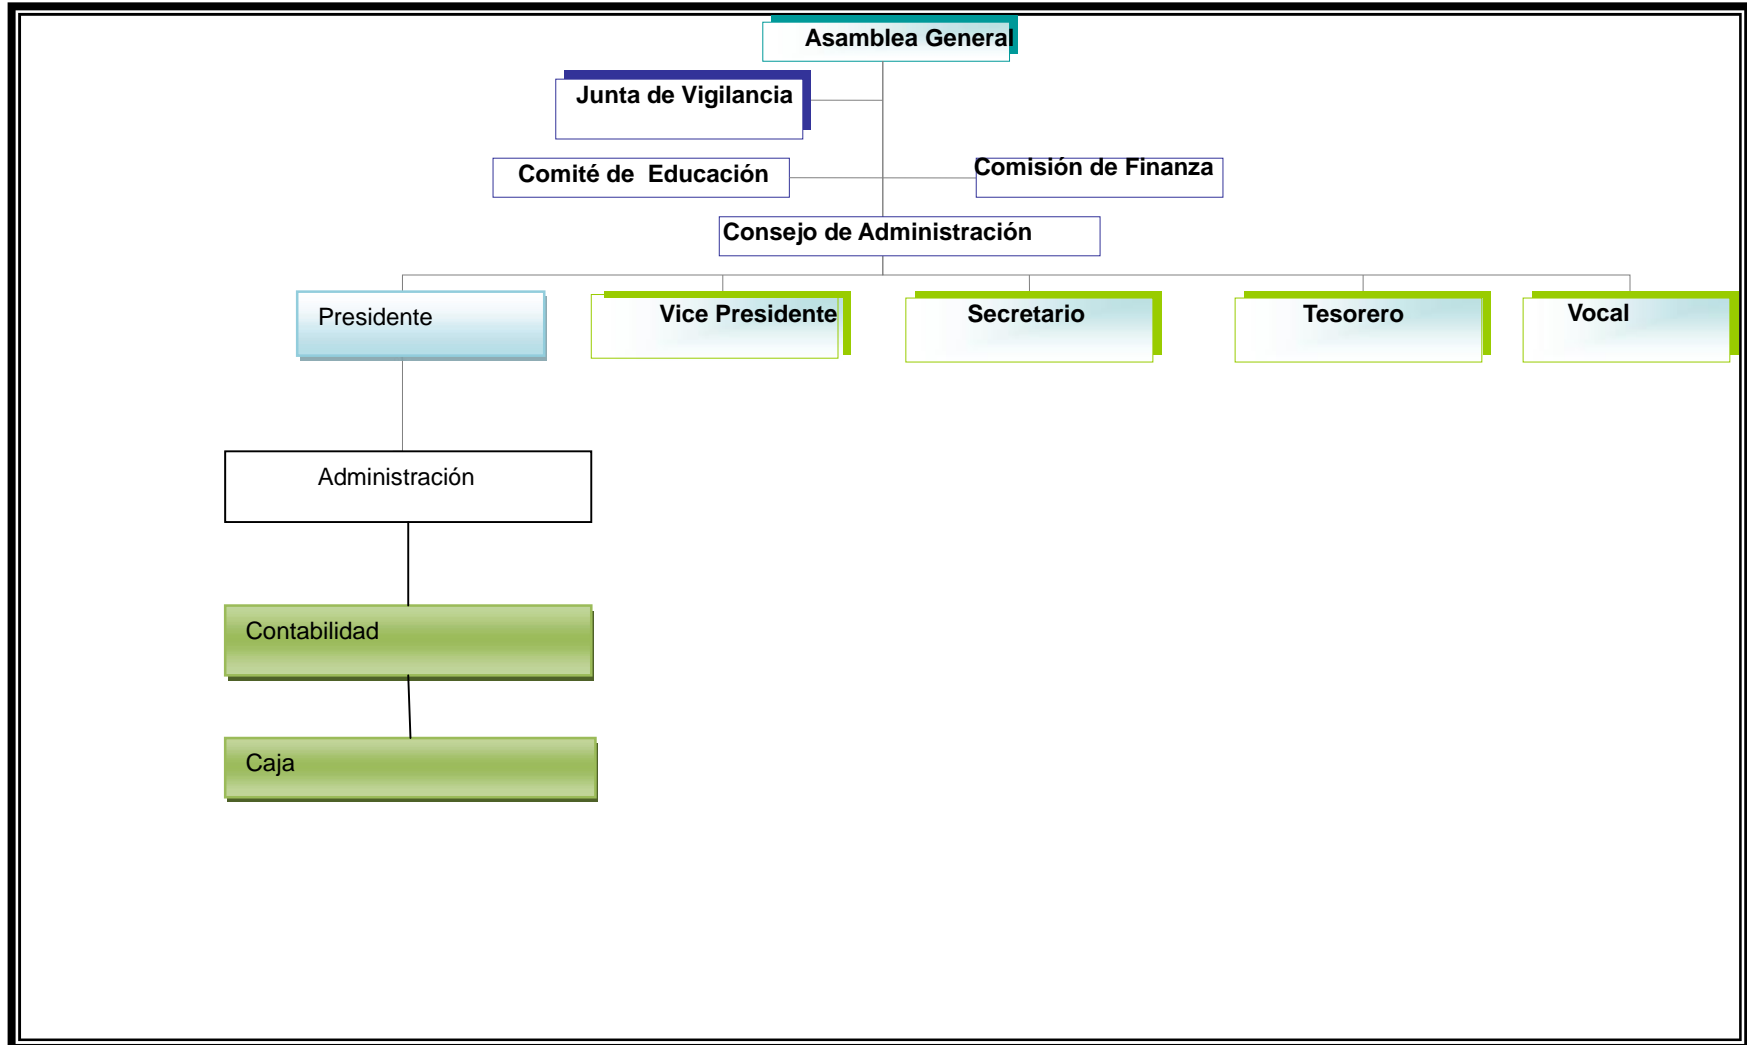 Asamblea General
Junta de Vigilancia
Comité de  Educación
Comisión de Finanza
Consejo de Administración
Presidente
Vice Presidente
Secretario
Tesorero
Vocal
Administración
Contabilidad
Caja